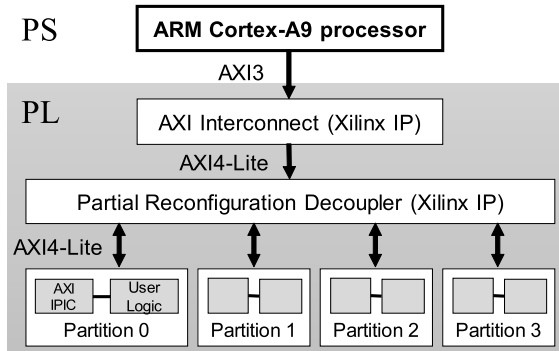 PS
ARM Cortex-A9 processor
AXI3
PL
AXI Interconnect (Xilinx IP)
AXI4-Lite
Partial Reconfiguration Decoupler (Xilinx IP)
AXI4-Lite
AXI
IPIC
User
Logic
Partition 0
Partition 1
Partition 2
Partition 3